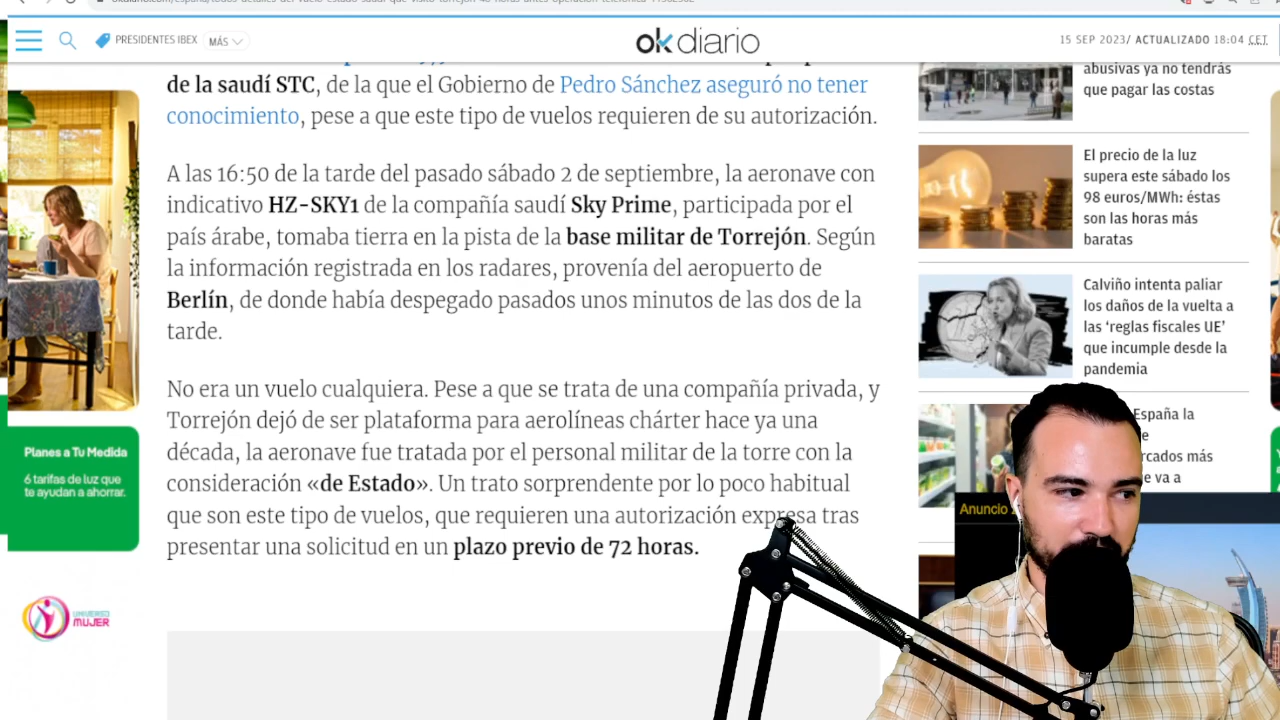 PRESIDENTES IBEX
MÁS
okdiario
15 SEP 2023/ ACTUALIZADO 18:04 CET
de la saudí STC, de la que el Gobierno de Pedro Sánchez aseguró no tener
conocimiento, pese a que este tipo de vuelos requieren de su autorización.
A las 16:50 de la tarde del pasado sábado 2 de septiembre, la aeronave con
indicativo HZ-SKY1 de la compañía saudí Sky Prime, participada por el
país árabe, tomaba tierra en la pista de la base militar de Torrejón. Según
la información registrada en los radares, provenía del aeropuerto de
Berlín, de donde había despegado pasados unos minutos de las dos de la
tarde.
No era un vuelo cualquiera. Pese a que se trata de una compañía privada, y
Torrejón dejó de ser plataforma para aerolíneas chárter hace ya una
década, la aeronave fue tratada por el personal militar de la torre con la
consideración «de Estado». Un trato sorprendente por lo poco habitual
que son este tipo de vuelos, que requieren una autorización expresa tras
presentar una solicitud en un plazo previo de 72 horas.
abusivas ya no tendrás
que pagar las costas
El precio de la luz
supera este sábado los
98 euros/MWh: éstas
son las horas más
baratas
Calviño intenta paliar
los daños de la vuelta a
las ‘reglas fiscales UE’
que incumple desde la
pandemia
España la
rcados más
e va a
Anuncio
Planes a Tu Medida
6 tarifas de luz que
te ayudan a ahorrar.
UNIVERSO
MUJER